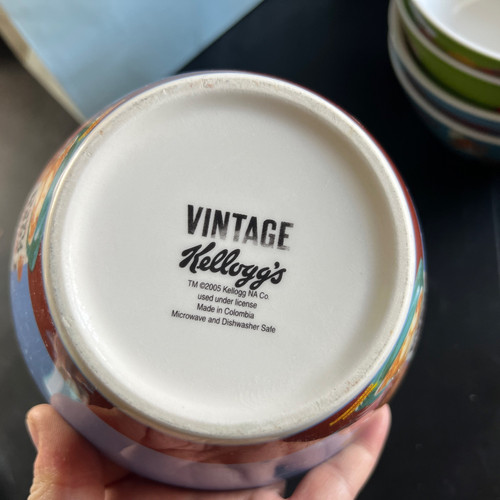 VINTAGE
Kellogg's
TM ©2005 Kellogg NA Co.
used under license
Made in Colombia
Microwave and Dishwasher Safe